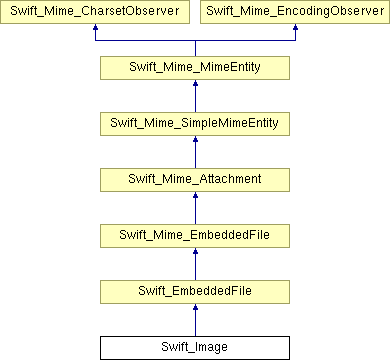 Swift_Mime_CharsetObserver
Swift_Mime_EncodingObserver
Swift_Mime_MimeEntity
Swift_Mime_SimpleMimeEntity
Swift_Mime_Attachment
Swift_Mime_EmbeddedFile
Swift_EmbeddedFile
Swift_Image